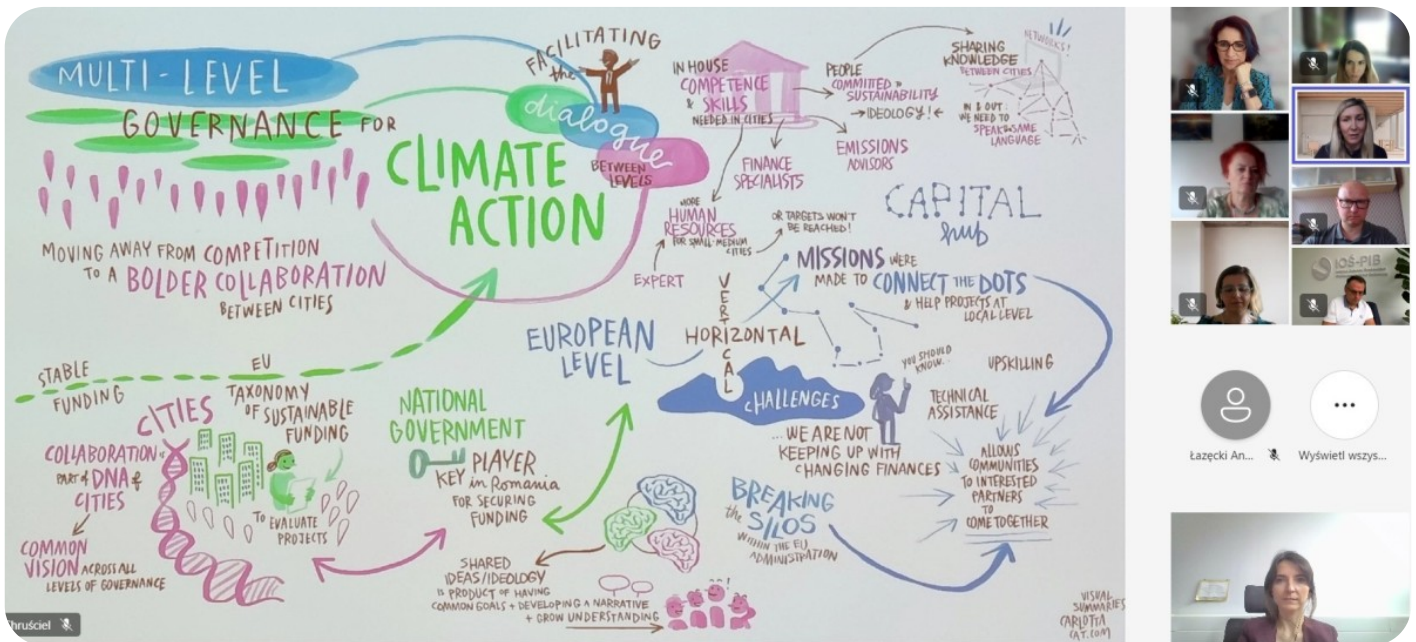 MULTI-LEVEL
GOVERNANCE FOR
CLIMATE
ACTION
MOVING AWAY FROM COMPETITION
TO A BOLDER COLLABORATION
BETWEEN CITIES
FACILITATING
the
dialogue
BETWEEN
LEVELS
IN HOUSE
COMPETENCE
& SKILLS
NEEDED IN CITIES
PEOPLE
COMMITTED to
SUSTAINABILITY
→IDEOLOGY!←
SHARING
KNOWLEDGE
BETWEEN CITIES
NETWORKS!
IN & OUT
WE NEED TO
SPEAK the SAME
LANGUAGE
FINANCE
SPECIALISTS
EMISSIONS
ADVISORS
MORE
HUMAN
RESOURCES
FOR SMALL-MEDIUM
CITIES
OR TARGETS WON'T
BE REACHED!
EXPERT
CAPITAL
hub
MISSIONS WERE
MADE TO CONNECT THE DOTS
& HELP PROJECTS AT
LOCAL LEVEL
VERTICAL
HORIZONTAL
EUROPEAN
LEVEL
CHALLENGES
YOU SHOULD
KNOW...
...WE ARE NOT
KEEPING UP WITH
CHANGING FINANCES
UPSKILLING
TECHNICAL
ASSISTANCE
ALLOWS
COMMUNITIES
TO INTERESTED
PARTNERS
TO
COME TOGETHER
STABLE
FUNDING
EU
TAXONOMY
OF SUSTAINABLE
FUNDING
TO EVALUATE
PROJECTS
CITIES
COLLABORATION is
PART of DNA of
CITIES
COMMON
VISION ACROSS ALL
LEVELS OF GOVERNANCE
NATIONAL
GOVERNMENT
KEY PLAYER
in Romania
FOR SECURING
FUNDING
SHARED
IDEAS/IDEOLOGY
IS PRODUCT OF HAVING
COMMON GOALS + DEVELOPING A NARRATIVE
+ GROW UNDERSTANDING
BREAKING
the SILOS
WITHIN THE EU
ADMINISTRATION
VISUAL
SUMMARIES
CARLOTTA
CAT.COM
hruściel
IOŚ-PIB
Łazęcki An...
Wyświetl wszys...